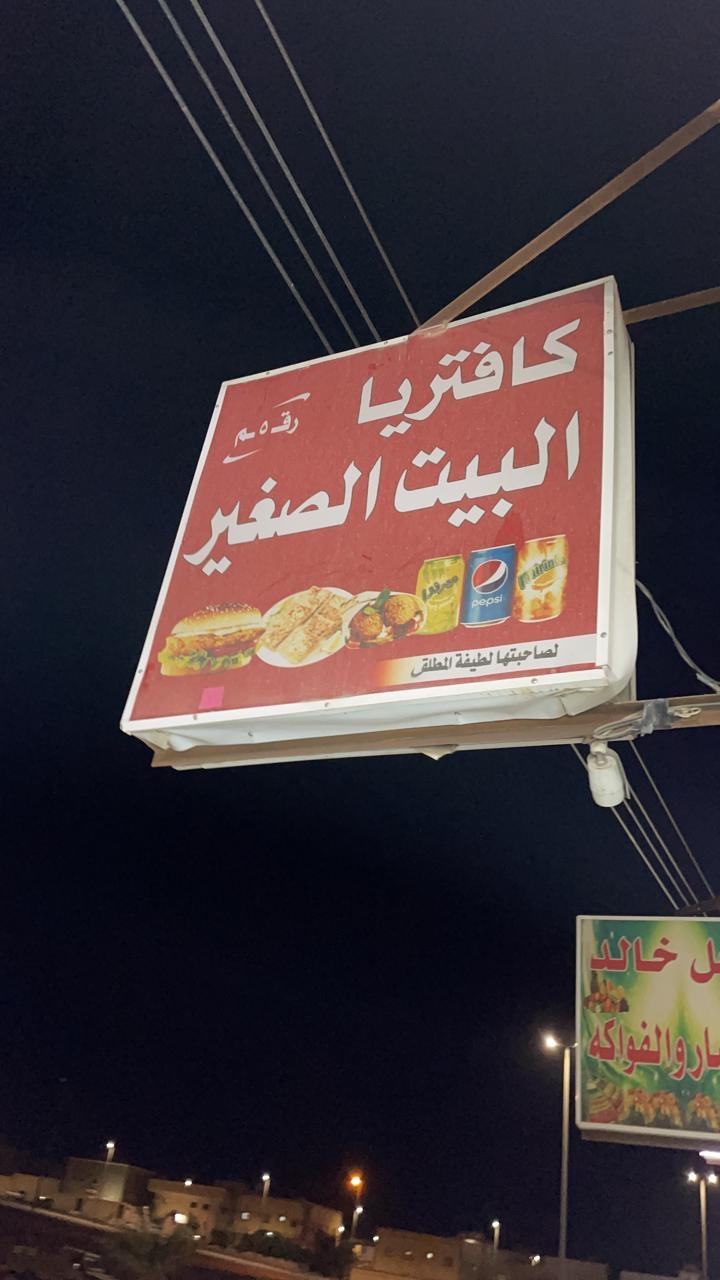 كافتريا
رقم ٥
البيت الصغير
pepsi
لصاحبتها لطيفة المطلق
خالد
والفواكه